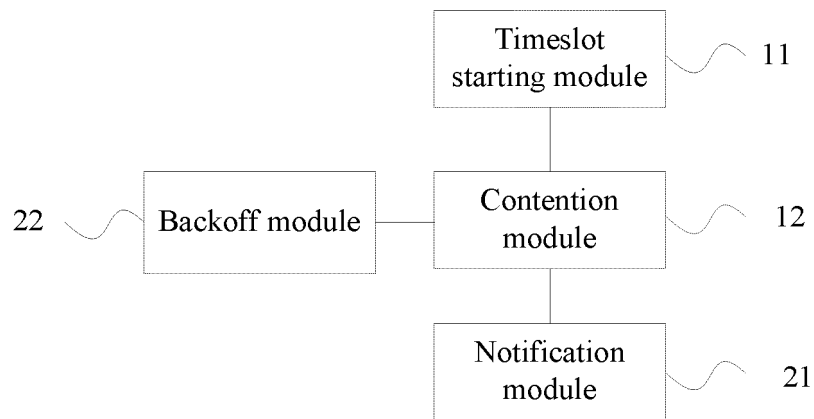 Timeslot
starting module
11
22
Backoff module
Contention
module
12
Notification
module
21